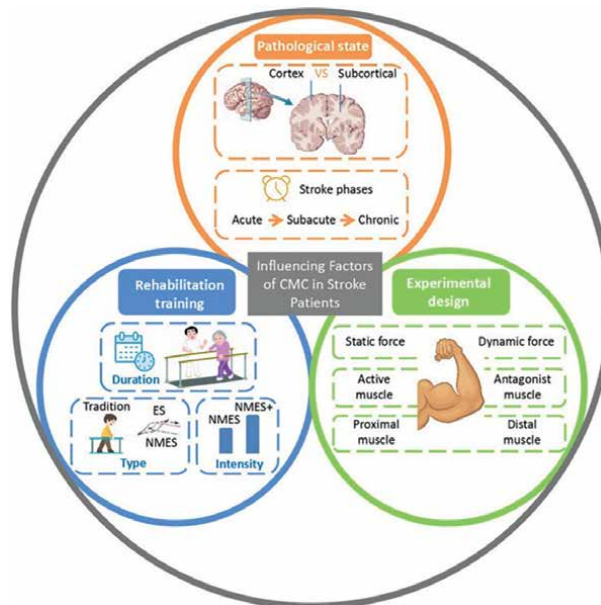 Pathological state
Cortex VS Subcortical
Stroke phases
Acute Subacute Chronic
Influencing Factors
of CMC in Stroke
Patients
Rehabilitation
training
Duration
Tradition ES
NMES
Type
NMES+
NMES
Intensity
Experimental
design
Static force Dynamic force
Active
muscle
Antagonist
muscle
Proximal
muscle
Distal
muscle